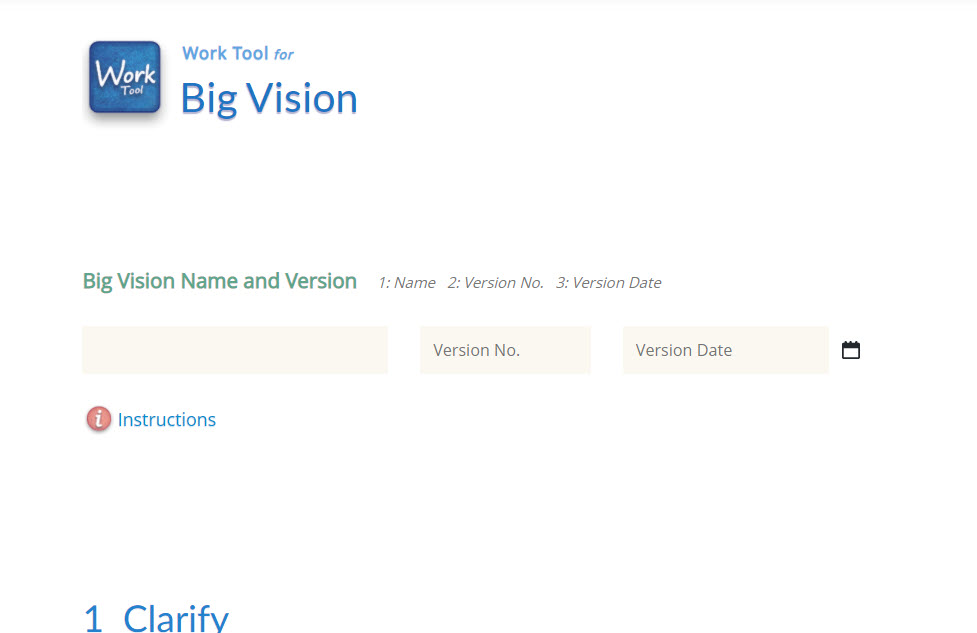 Work
Tool
Work Tool for
Big Vision
Big Vision Name and Version 1: Name 2: Version No. 3: Version Date
Version No. Version Date
i Instructions
1 Clarify